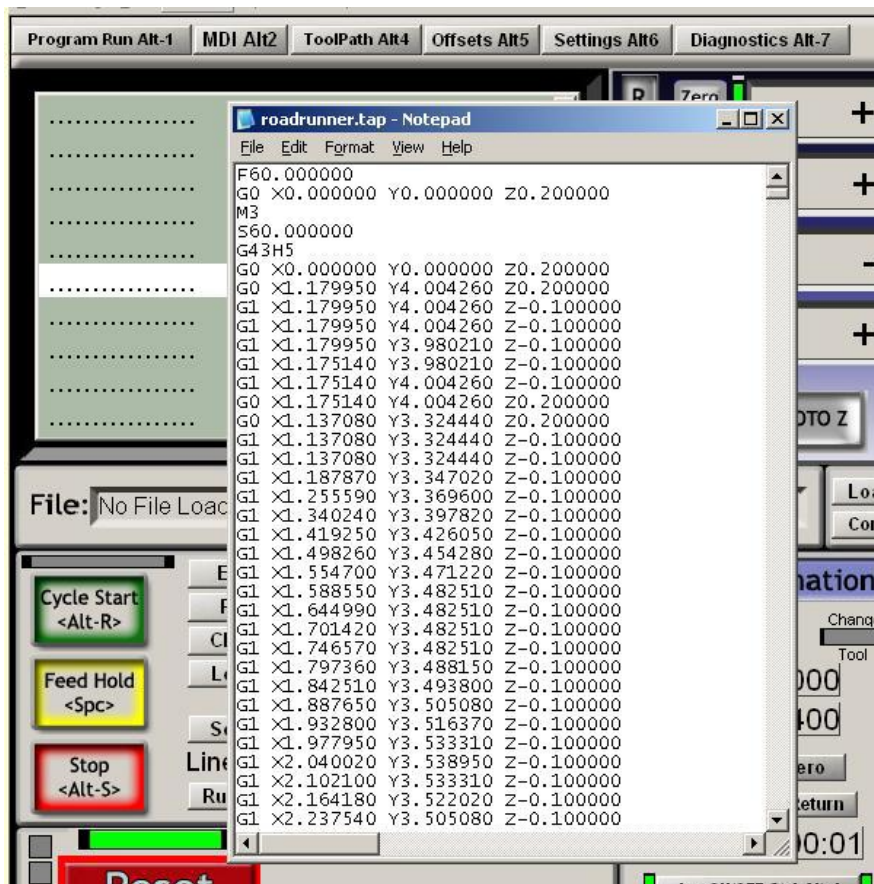 Program Run Alt-1 MDI Alt2 ToolPath Alt4 Offsets Alt5 Settings Alt6 Diagnostics Alt-7
R Zero
+
+
-
+
OTO Z
roadrunner.tap - Notepad
File Edit Format View Help
F60.000000
G0 X0.000000 Y0.000000 Z0.200000
M3
S60.000000
G43H5
G0 X0.000000 Y0.000000 Z0.200000
G0 X1.179950 Y4.004260 Z0.200000
G1 X1.179950 Y4.004260 Z-0.100000
G1 X1.179950 Y4.004260 Z-0.100000
G1 X1.179950 Y3.980210 Z-0.100000
G1 X1.175140 Y3.980210 Z-0.100000
G1 X1.175140 Y4.004260 Z-0.100000
G0 X1.175140 Y4.004260 Z0.200000
G0 X1.137080 Y3.324440 Z0.200000
G1 X1.137080 Y3.324440 Z-0.100000
G1 X1.137080 Y3.324440 Z-0.100000
G1 X1.187870 Y3.347020 Z-0.100000
G1 X1.255590 Y3.369600 Z-0.100000
G1 X1.340240 Y3.397820 Z-0.100000
G1 X1.419250 Y3.426050 Z-0.100000
G1 X1.498260 Y3.454280 Z-0.100000
G1 X1.554700 Y3.471220 Z-0.100000
G1 X1.588550 Y3.482510 Z-0.100000
G1 X1.644990 Y3.482510 Z-0.100000
G1 X1.701420 Y3.482510 Z-0.100000
G1 X1.746570 Y3.482510 Z-0.100000
G1 X1.797360 Y3.488150 Z-0.100000
G1 X1.842510 Y3.493800 Z-0.100000
G1 X1.887650 Y3.505080 Z-0.100000
G1 X1.932800 Y3.516370 Z-0.100000
G1 X1.977950 Y3.533310 Z-0.100000
G1 X2.040020 Y3.538950 Z-0.100000
G1 X2.102100 Y3.533310 Z-0.100000
G1 X2.164180 Y3.522020 Z-0.100000
G1 X2.237540 Y3.505080 Z-0.100000
File: No File Load
Cycle Start
<Alt-R>
Feed Hold
<Spc>
Stop
<Alt-S>
Line
Ru
Reset
Loa
Con
nation
Chang
Tool
000
400
ero
Return
00:01